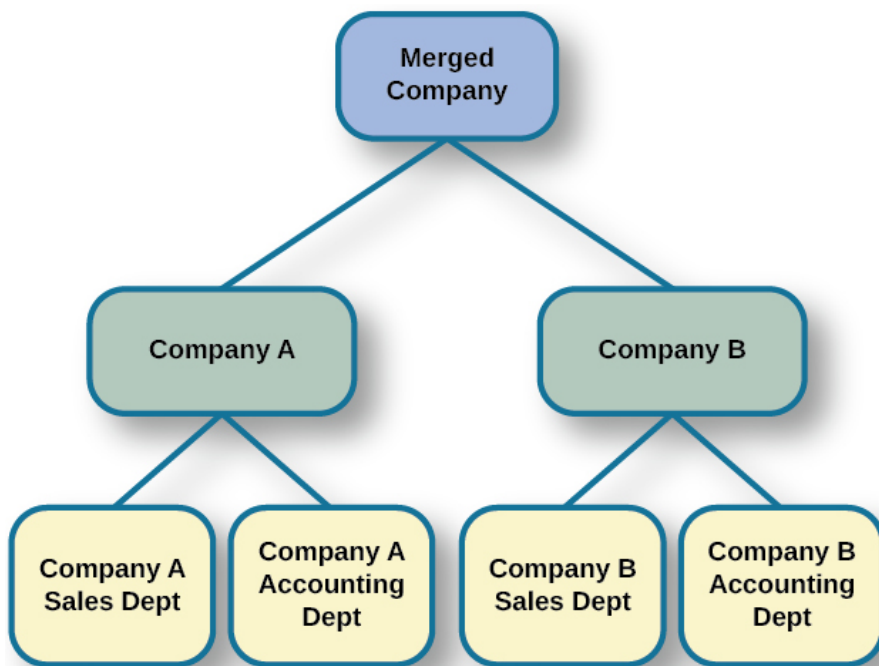 Merged
Company
Company A
Company B
Company A
Sales Dept
Company A
Accounting
Dept
Company B
Sales Dept
Company B
Accounting
Dept